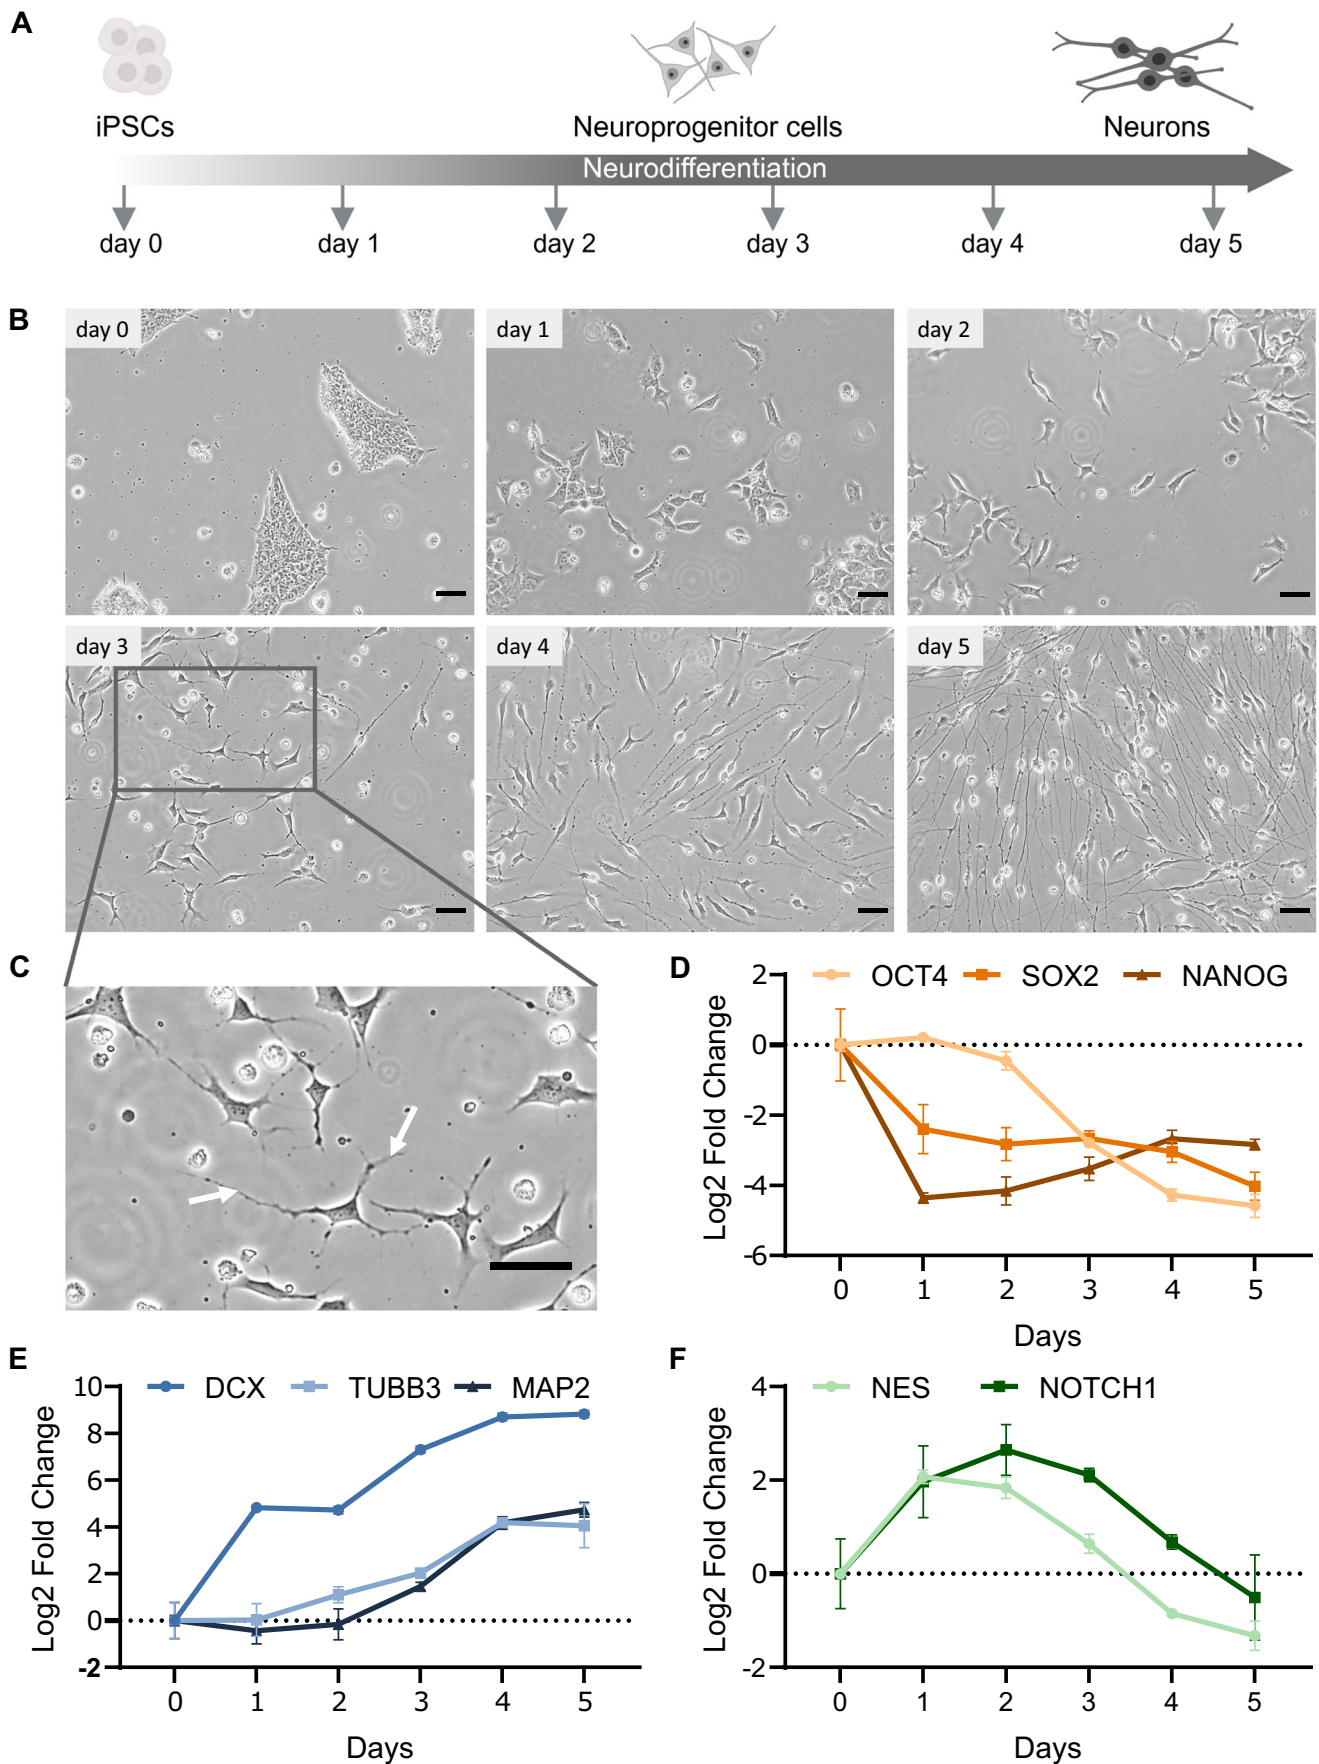 A
iPSCs
Neuroprogenitor cells
Neurons
Neurodifferentiation
day 0
day 1
day 2
day 3
day 4
day 5
B
day 0
day 1
day 2
day 3
day 4
day 5
C
D
OCT4
SOX2
NANOG
Log2 Fold Change
2
0
-2
-4
-6
0 1 2 3 4 5
Days
E
DCX
TUBB3
MAP2
Log2 Fold Change
10
8
6
4
2
0
-2
0 1 2 3 4 5
Days
F
NES
NOTCH1
Log2 Fold Change
4
2
0
-2
0 1 2 3 4 5
Days